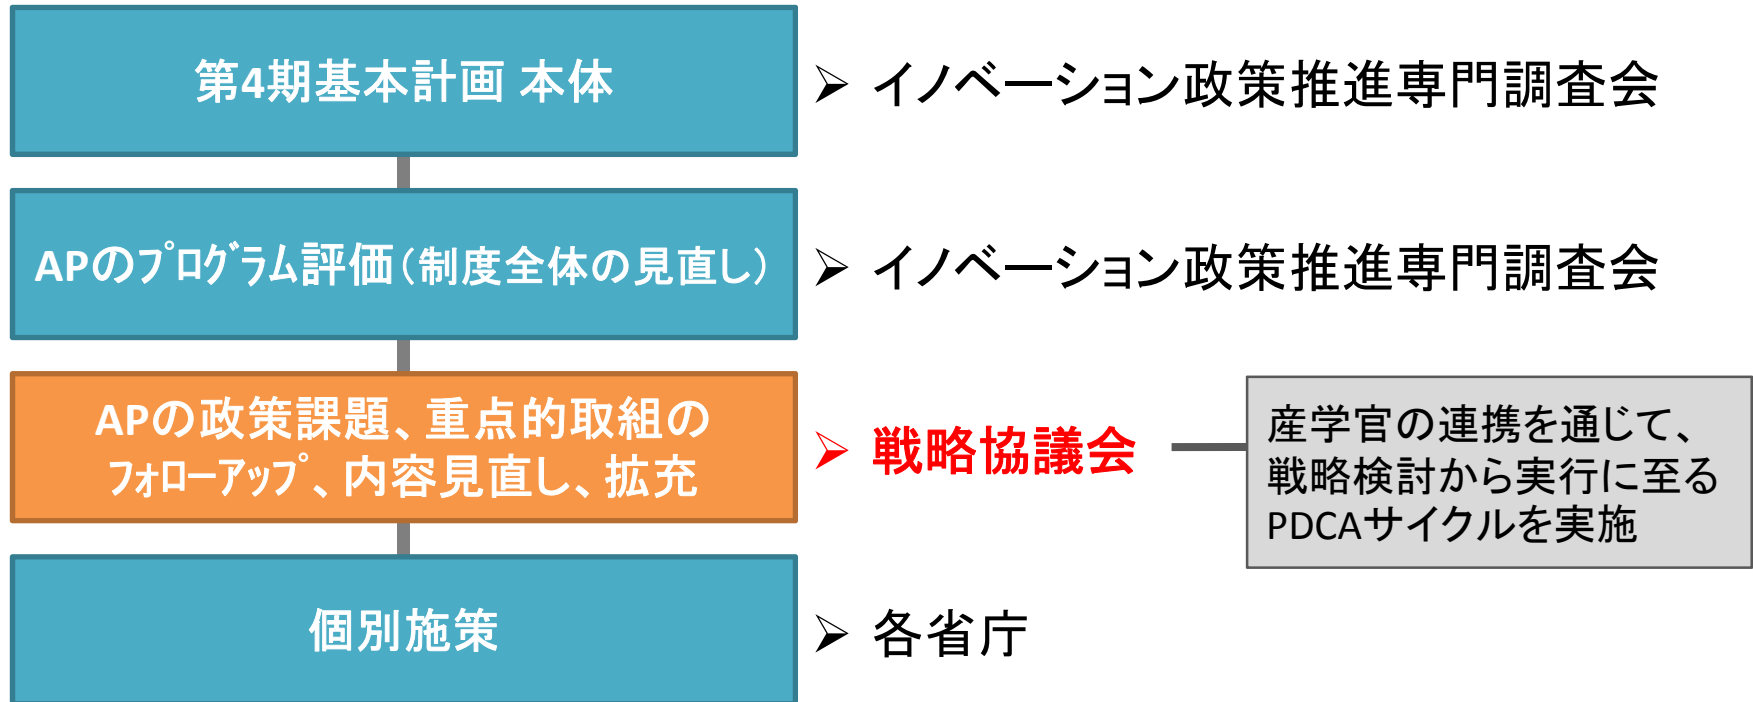 第4期基本計画 本体
➢ イノベーション政策推進専門調査会
APのﾌﾟﾛｸﾞﾗﾑ評価（制度全体の見直し）
➢ イノベーション政策推進専門調査会
APの政策課題、重点的取組の
ﾌｫﾛｰｱｯﾌﾟ、内容見直し、拡充
➢ 戦略協議会
産学官の連携を通じて、
戦略検討から実行に至る
PDCAサイクルを実施
個別施策
➢ 各省庁